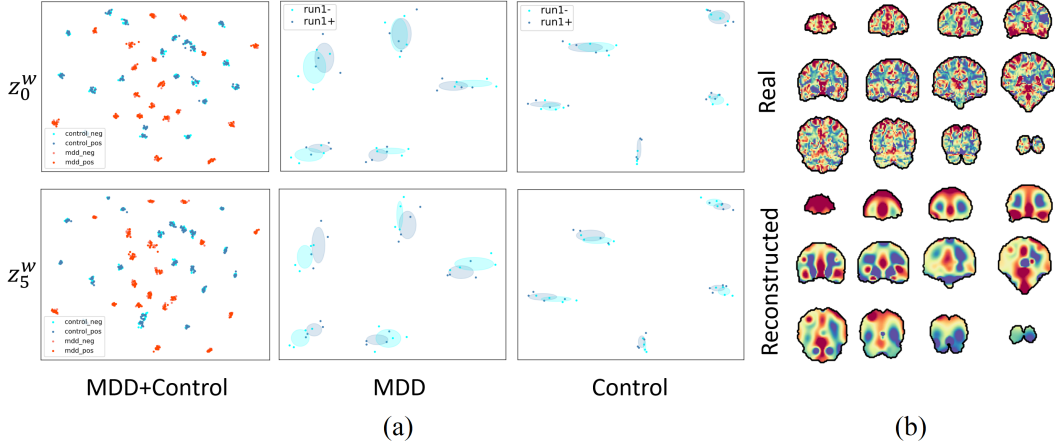 z_0^w
control_neg
control_pos
mdd_neg
mdd_pos
run1-
run1+
run1-
run1+
Real
z_5^w
control_neg
control_pos
mdd_neg
mdd_pos
Reconstructed
MDD+Control
MDD
Control
(a)
(b)